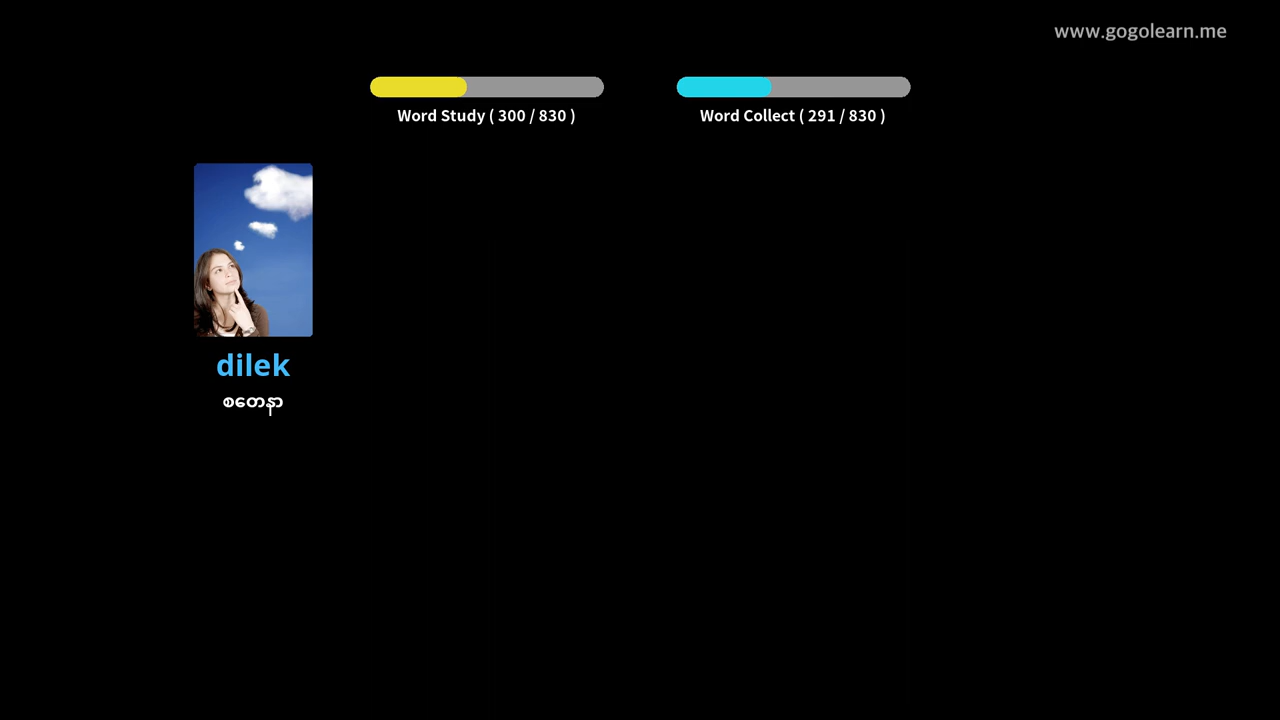 www.gogolearn.me
Word Study ( 300 / 830 )
Word Collect ( 291 / 830 )
dilek
စေတနာ